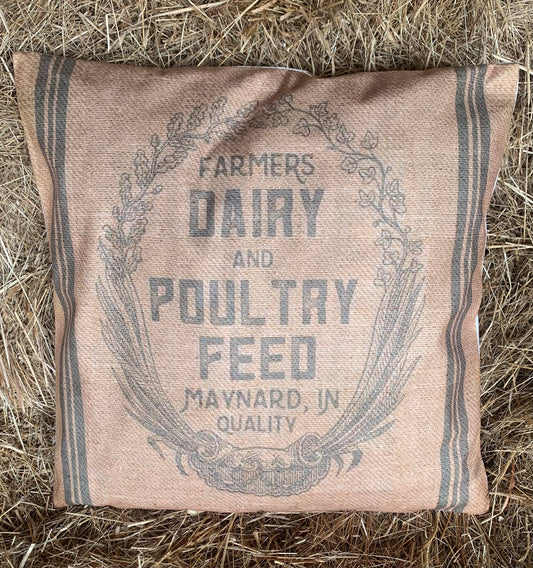 FARMERS
DAIRY
AND
POULTRY
FEED
MAYNARD, IN
QUALITY